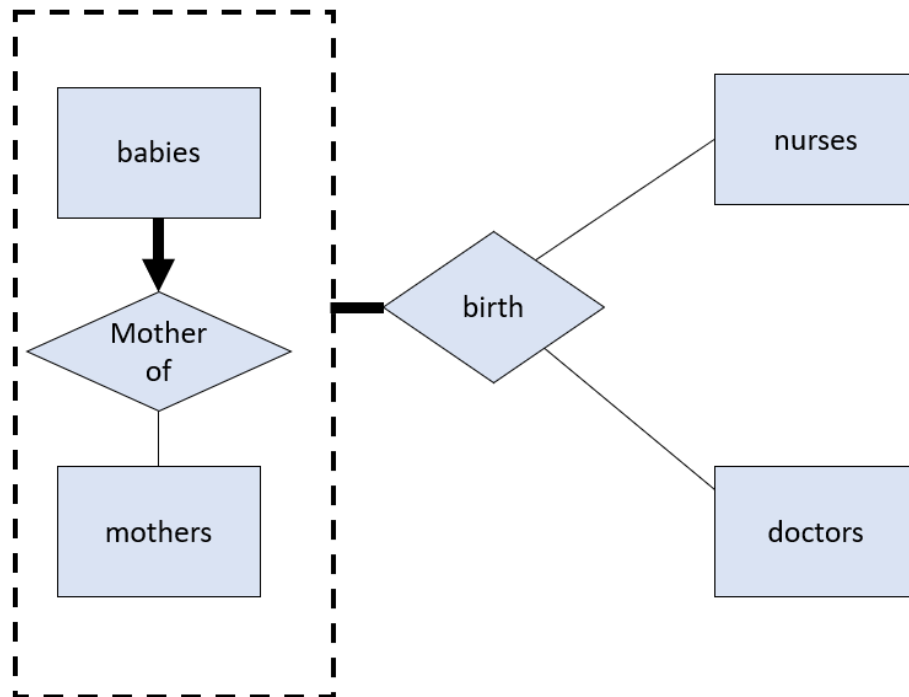 babies
nurses
birth
Mother
of
mothers
doctors